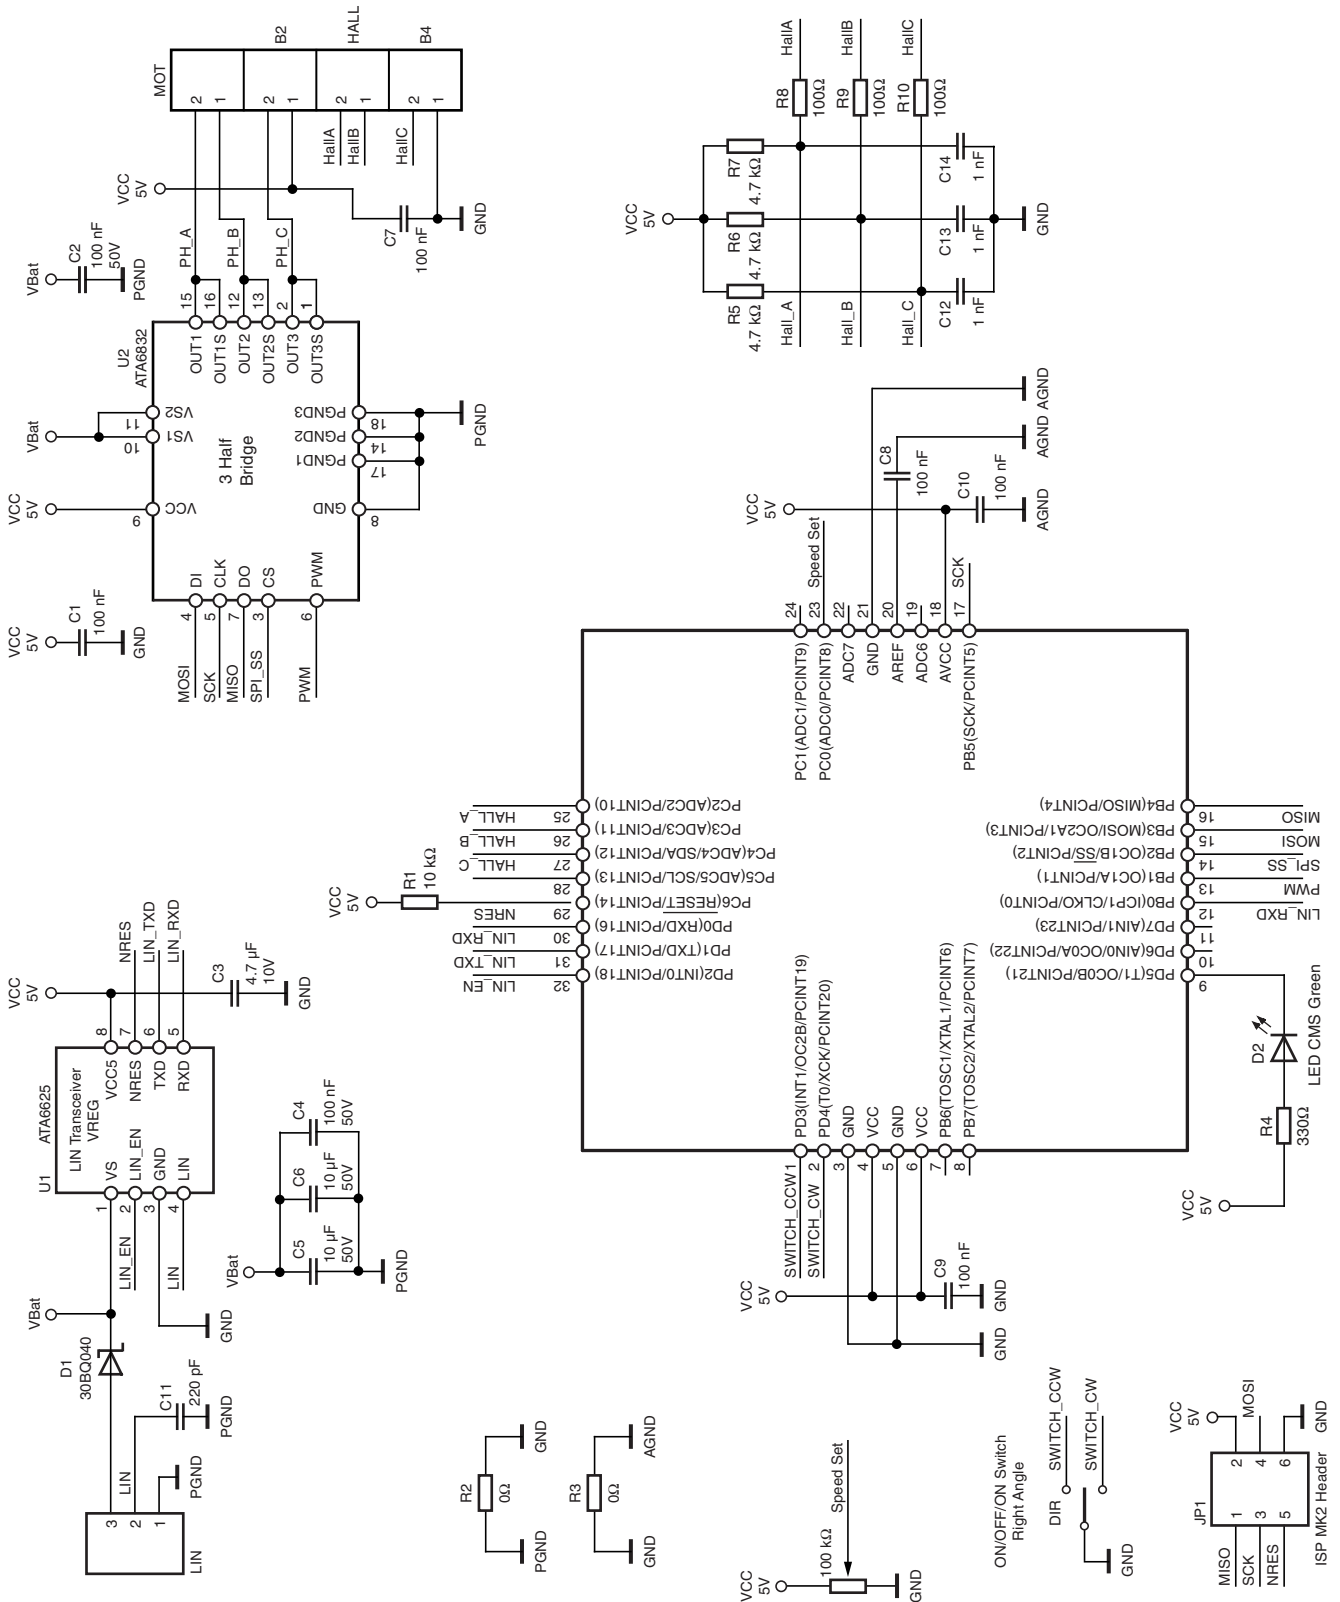 MOT
B2
HALL
B4
2
1
2
1
2
1
2
1
HallA
HallB
HallC
VCC
5V
C7
100 nF
GND
VBat
C2
100 nF
50V
PGND
PH_A
PH_B
PH_C
15
16
12
13
2
1
U2
ATA6832
OUT1
OUT1S
OUT2
OUT2S
OUT3
OUT3S
VBat
VS2
11
VS1
10
VCC
5V
VCC
9
3 Half
Bridge
PGND3
18
PGND2
14
PGND1
17
GND
8
PGND
DI
CLK
DO
CS
PWM
4
5
7
3
6
MOSI
SCK
MISO
SPI_SS
PWM
VCC
5V
C1
100 nF
GND
HallA
HallB
HallC
R8
100Ω
R9
100Ω
R10
100Ω
R7
4.7 kΩ
R6
4.7 kΩ
R5
4.7 kΩ
VCC
5V
C14
1 nF
C13
1 nF
C12
1 nF
GND
Hall_A
Hall_B
Hall_C
AGND
AGND
AGND
C8
100 nF
C10
100 nF
VCC
5V
Speed Set
SCK
24
23
22
21
20
19
18
17
PC1(ADC1/PCINT9)
PC0(ADC0/PCINT8)
ADC7
GND
AREF
ADC6
AVCC
PB5(SCK/PCINT5)
HALL_A
25
PC2(ADC2/PCINT10)
HALL_B
26
PC3(ADC3/PCINT11)
HALL_C
27
PC4(ADC4/SDA/PCINT12)
28
PC5(ADC5/SCL/PCINT13)
NRES
29
PC6(RESET/PCINT14)
LIN_RXD
30
PD0(RXD/PCINT16)
LIN_TXD
31
PD1(TXD/PCINT17)
LIN_EN
32
PD2(INT0/PCINT18)
VCC
5V
R1
10 kΩ
PB4(MISO/PCINT4)
16
MISO
PB3(MOSI/OC2A1/PCINT3)
15
MOSI
PB2(OC1B/SS/PCINT2)
14
SPI_SS
PB1(OC1A/PCINT1)
13
PWM
PB0(ICP1/CLKO/PCINT0)
12
LIN_RXD
PD7(AIN1/PCINT23)
11
PD6(AIN0/OC0A/PCINT22)
10
PD5(T1/OC0B/PCINT21)
9
PD3(INT1/OC2B/PCINT19)
PD4(T0/XCK/PCINT20)
GND
VCC
GND
VCC
PB6(TOSC1/XTAL1/PCINT6)
PB7(TOSC2/XTAL2/PCINT7)
1
2
3
4
5
6
7
8
SWITCH_CCW
SWITCH_CW
VCC
5V
C9
100 nF
GND
GND
D2
LED CMS Green
R4
330Ω
VCC
5V
VCC
5V
NRES
LIN_TXD
LIN_RXD
C3
4.7 µF
10V
GND
8
7
6
5
ATA6625
LIN Transceiver
VREG
U1
VCC5
NRES
TXD
RXD
VS
LIN_EN
GND
LIN
1
2
3
4
LIN_EN
LIN
GND
VBat
D1
30BQ040
C11
220 pF
PGND
LIN
PGND
3
2
1
LIN
VBat
C4
100 nF
50V
C6
10 µF
50V
C5
10 µF
50V
PGND
R2
0Ω
GND
PGND
R3
0Ω
AGND
GND
Speed Set
100 kΩ
VCC
5V
GND
ON/OFF/ON Switch
Right Angle
DIR
SWITCH_CCW
SWITCH_CW
GND
VCC
5V
MOSI
GND
JP1
2
4
6
1
3
5
MISO
SCK
NRES
ISP MK2 Header